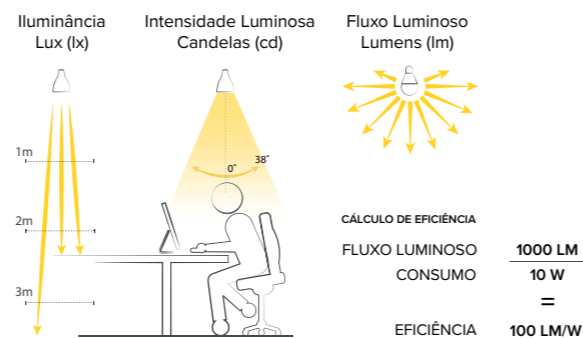 Iluminância
Lux (lx)
Intensidade Luminosa
Candelas (cd)
Fluxo Luminoso
Lumens (lm)
1m
2m
3m
0°
38°
CÁLCULO DE EFICIÊNCIA
FLUXO LUMINOSO 1000 LM
CONSUMO 10 W
=
EFICIÊNCIA 100 LM/W